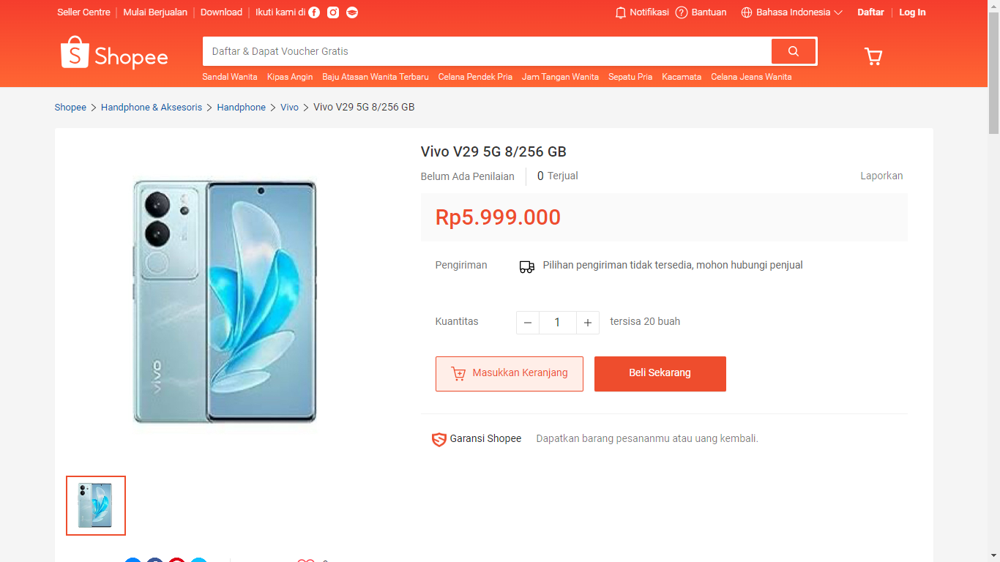 Seller Centre Mulai Berjualan Download Ikuti kami di Notifikasi Bantuan Bahasa Indonesia Daftar Log In
Shopee
Daftar & Dapat Voucher Gratis
Sandal Wanita Kipas Angin Baju Atasan Wanita Terbaru Celana Pendek Pria Jam Tangan Wanita Sepatu Pria Kacamata Celana Jeans Wanita
Shopee > Handphone & Aksesoris > Handphone > Vivo > Vivo V29 5G 8/256 GB
Vivo V29 5G 8/256 GB
Belum Ada Penilaian 0 Terjual Laporkan
Rp5.999.000
Pengiriman Pilihan pengiriman tidak tersedia, mohon hubungi penjual
Kuantitas − 1 + tersisa 20 buah
Masukkan Keranjang Beli Sekarang
Garansi Shopee Dapatkan barang pesananmu atau uang kembali.
vivo